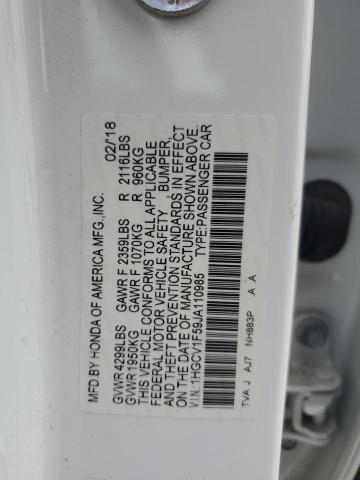 MFD.BY HONDA OF AMERICA MFG.,INC. 02/'18
GVWR 4299LBS GAWR F 2359LBS R 2116LBS
GVWR 1950KG GAWR F 1070KG R 960KG
THIS VEHICLE CONFORMS TO ALL APPLICABLE
FEDERAL MOTOR VEHICLE SAFETY , BUMPER,
AND THEFT PREVENTION STANDARDS IN EFFECT
ON THE DATE OF MANUFACTURE SHOWN ABOVE.
V.I.N.:1HGCV1F59JA110985 TYPE:PASSENGER CAR
TVA J AJ7 NH883P A .A